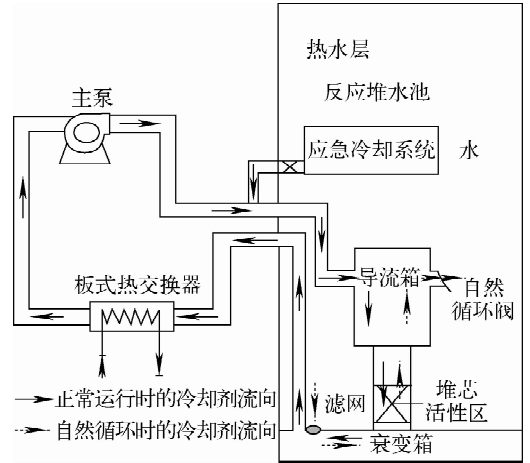 热水层
反应堆水池
主泵
应急冷却系统
水
板式热交换器
导流箱
自然
循环阀
正常运行时的冷却剂流向
滤网
堆芯
活性区
自然循环时的冷却剂流向
衰变箱